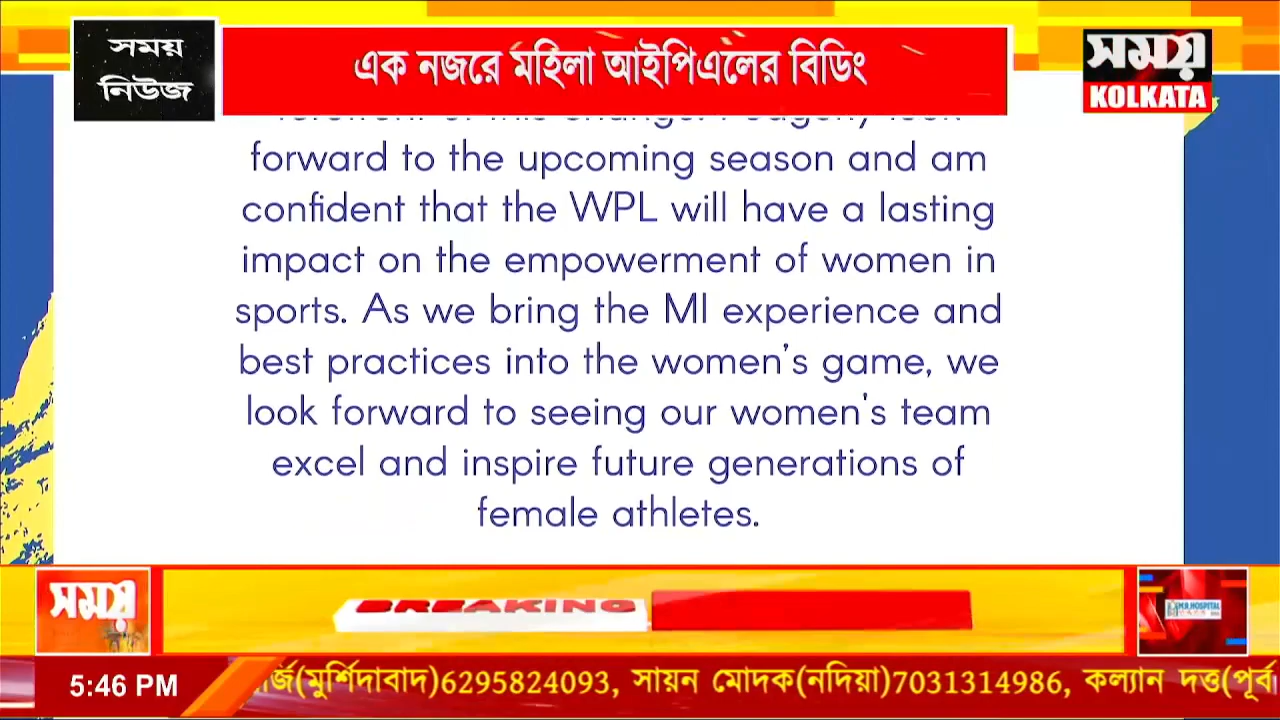 সময়
নিউজ
এক নজরে মহিলা আইপিএলের বিডিং
সময়
KOLKATA
forward to the upcoming season and am
confident that the WPL will have a lasting
impact on the empowerment of women in
sports. As we bring the MI experience and
best practices into the women's game, we
look forward to seeing our women's team
excel and inspire future generations of
female athletes.
সময়
BREAKING
M.R.HOSPITAL
5:46 PM
র্জি(মুর্শিদাবাদ)6295824093, সায়ন মোদক(নদিয়া)7031314986, কল্যান দত্ত(পূর্ব